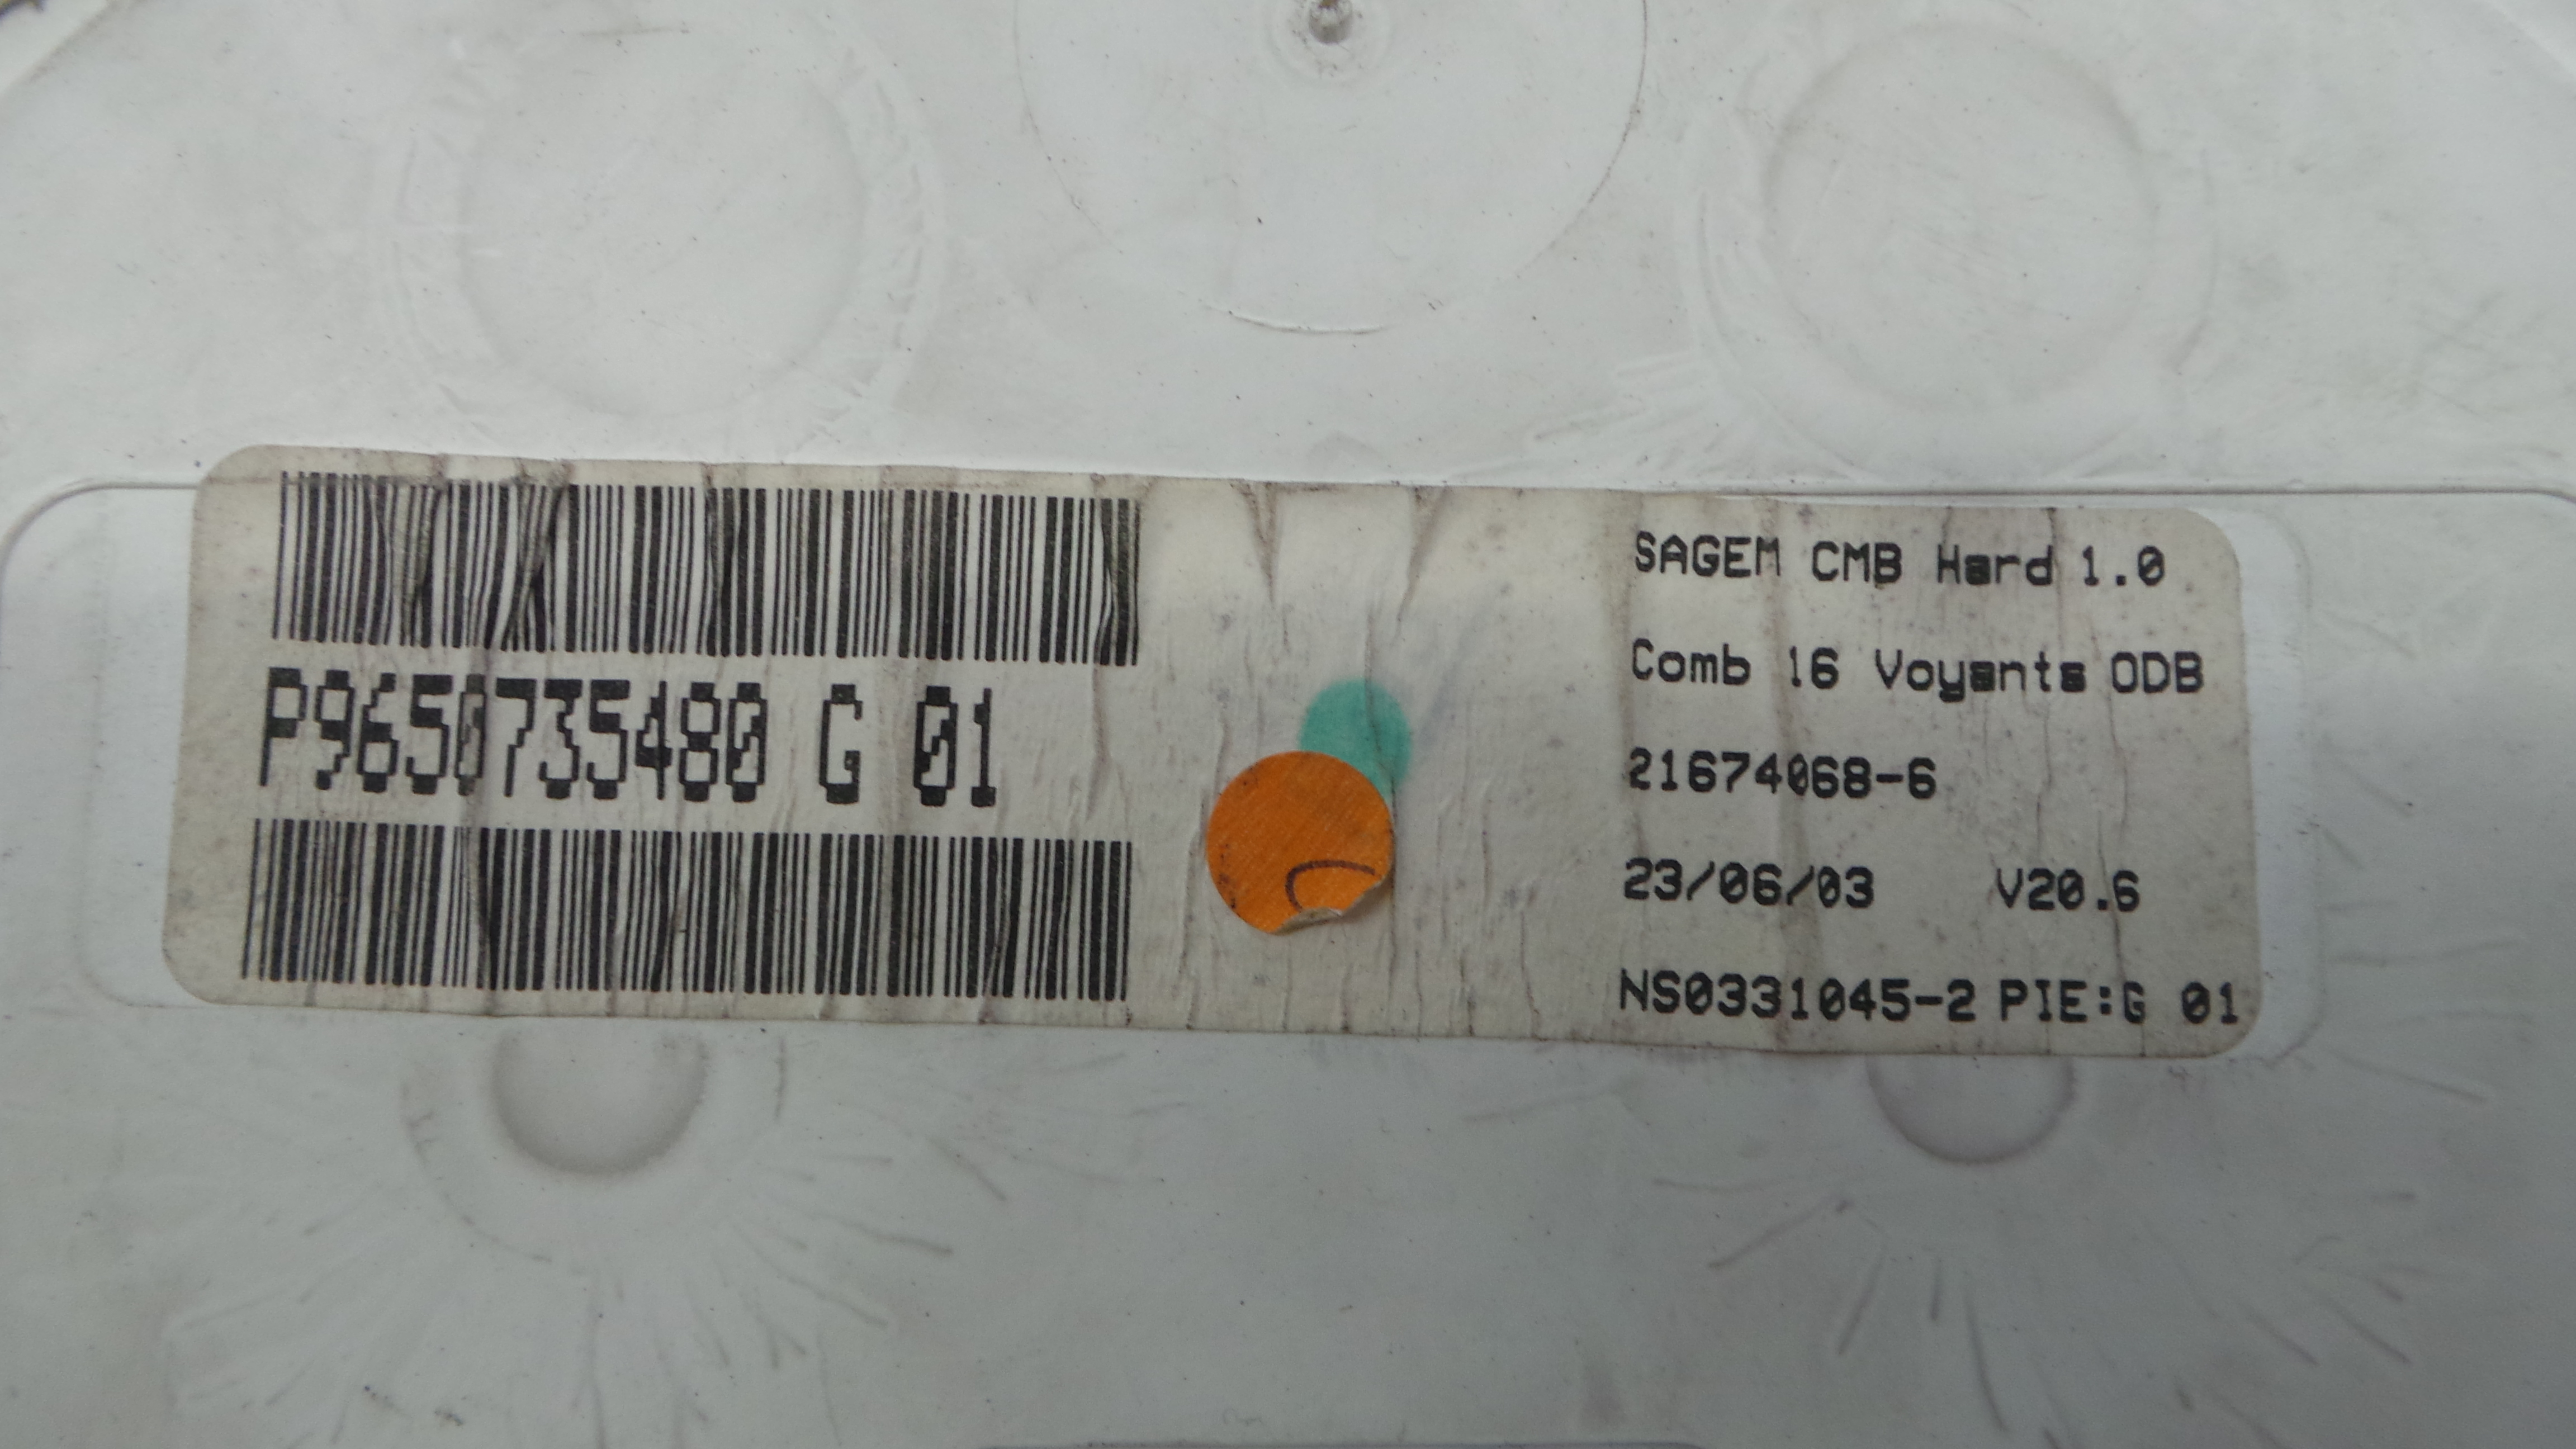 P9650735480 G 01
SAGEM CMB Hard 1.0
Comb 16 Voyants ODB
21674068-6
23/06/03 V20.6
NS0331045-2 PIE:G 01